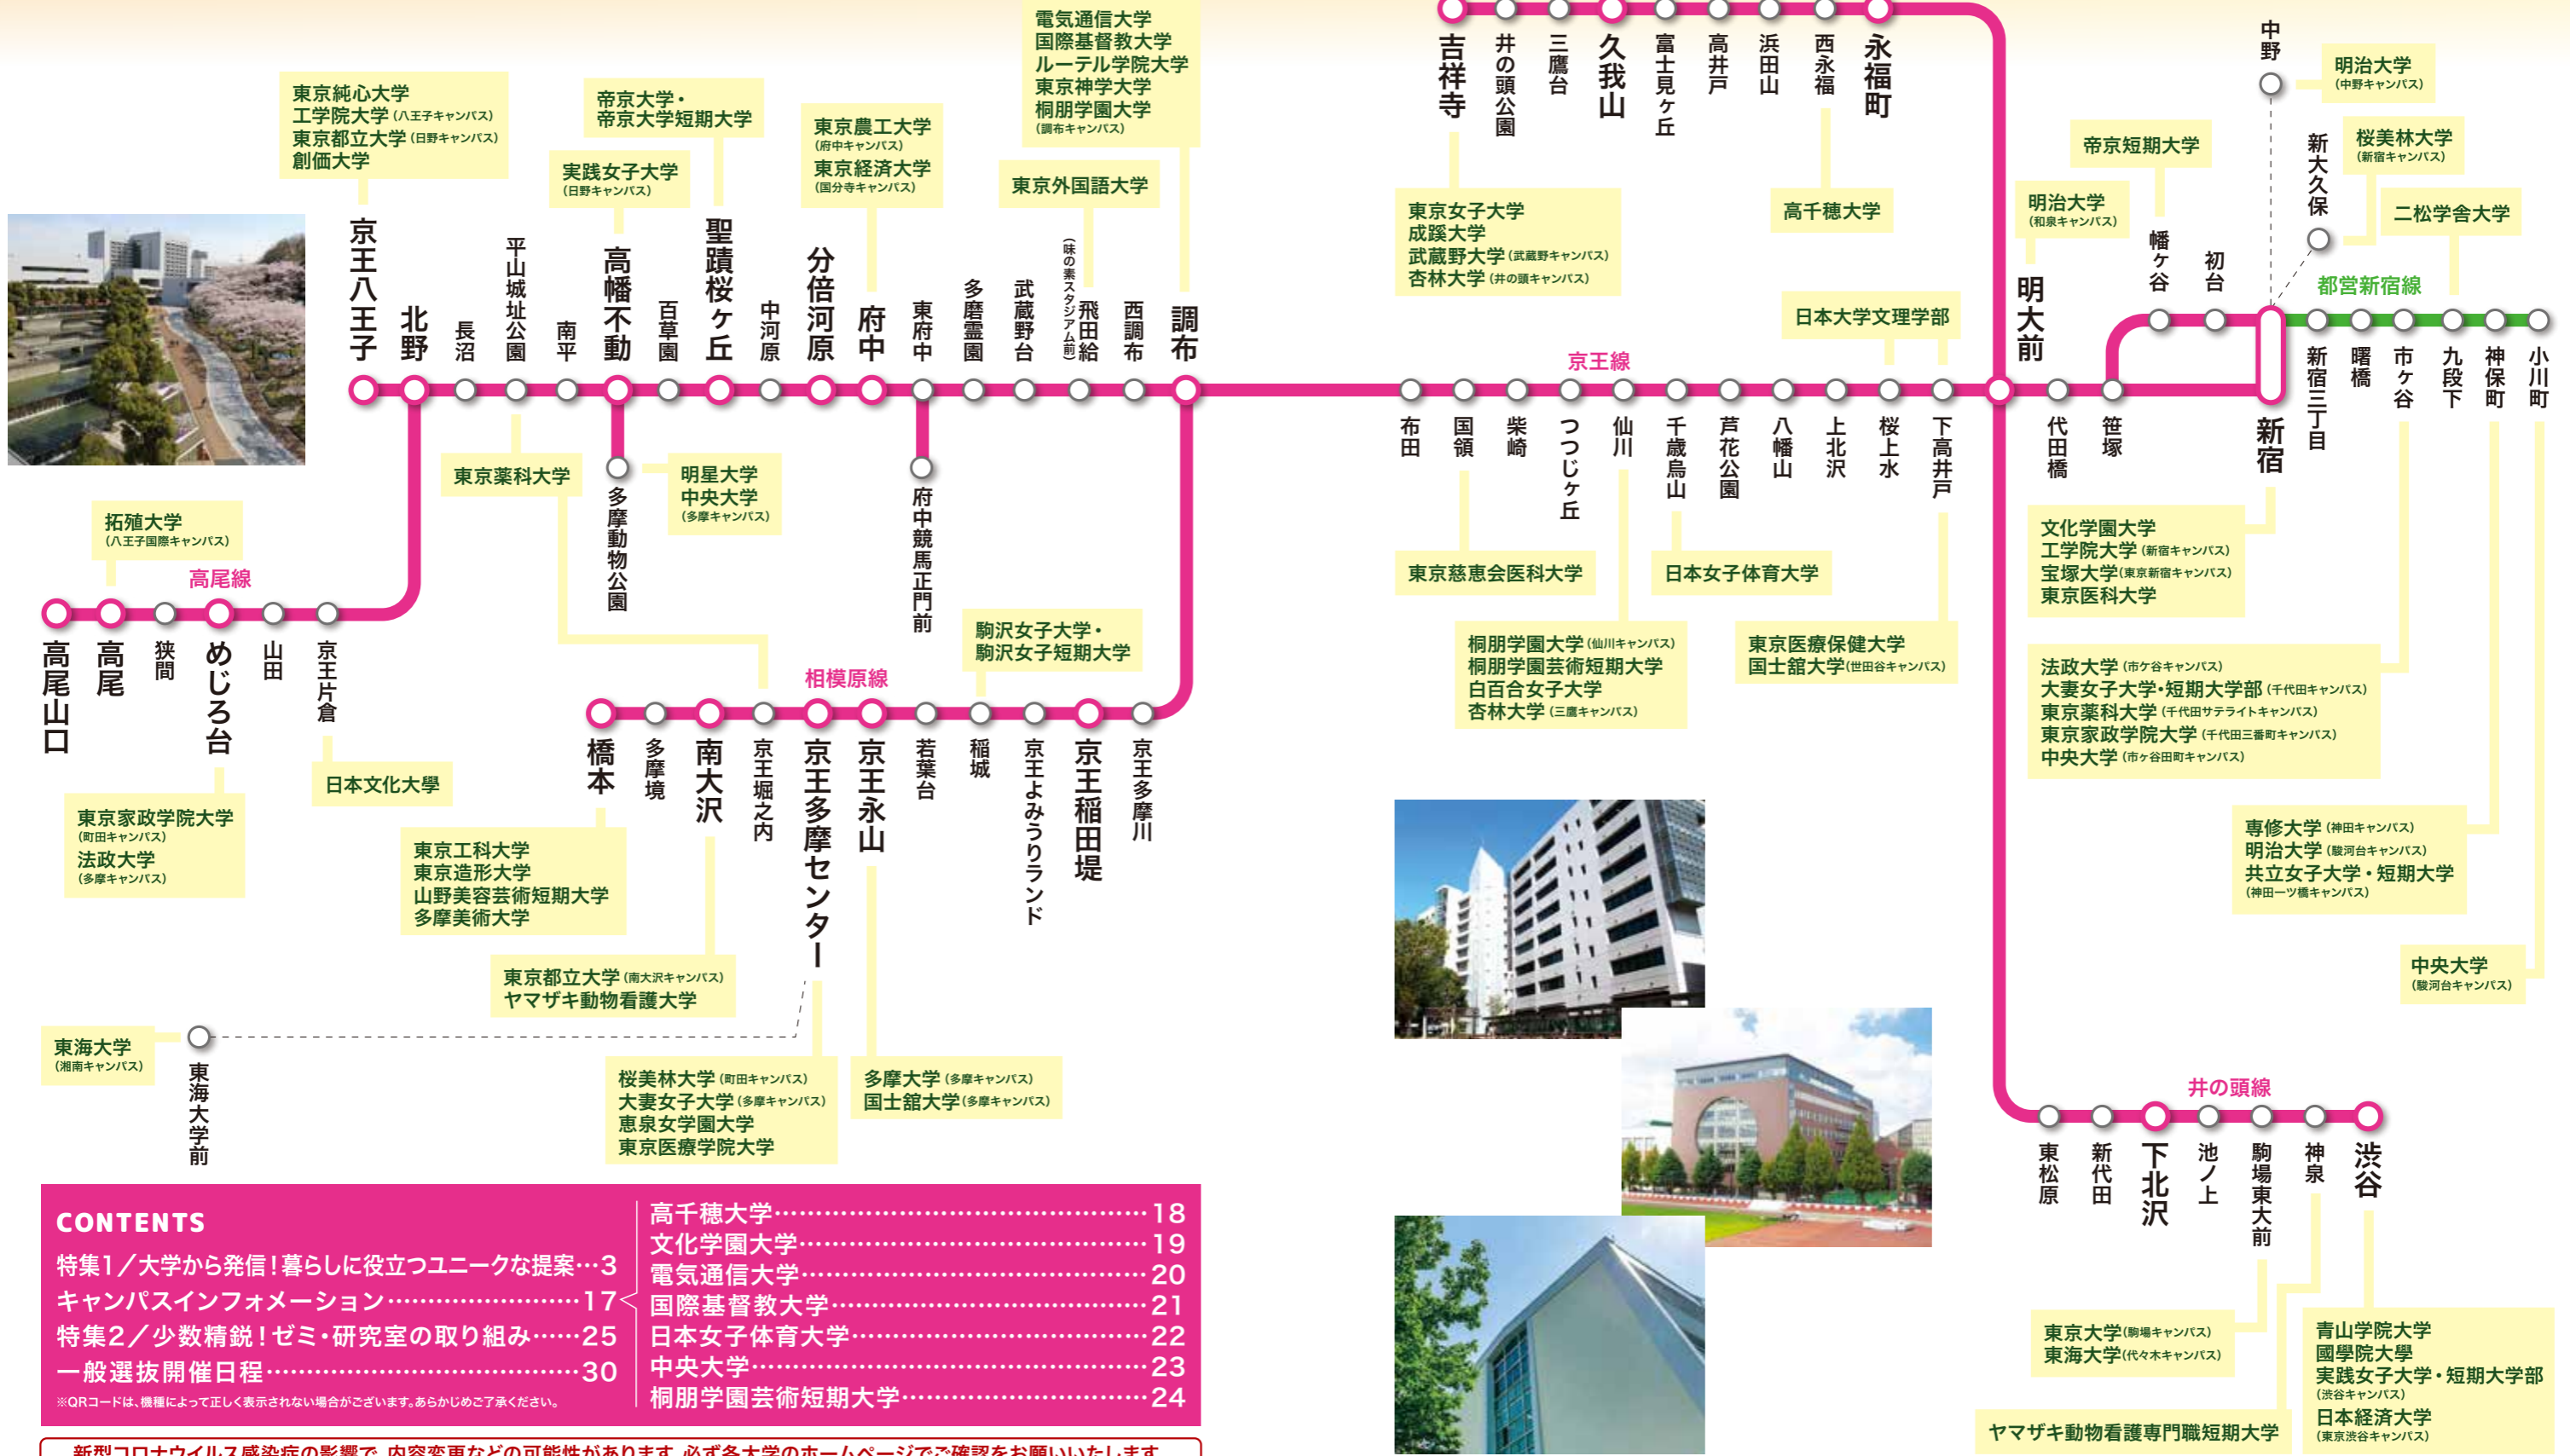 電気通信大学
国際基督教大学
ルーテル学院大学
東京神学大学
桐朋学園大学
(調布キャンパス)
東京純心大学
工学院大学(八王子キャンパス)
東京都立大学(日野キャンパス)
創価大学
帝京大学・
帝京大学短期大学
実践女子大学
(日野キャンパス)
東京農工大学
(府中キャンパス)
東京経済大学
(国分寺キャンパス)
東京外国語大学
京王八王子
北野
長沼
平山城址公園
南平
高幡不動
百草園
聖蹟桜ヶ丘
中河原
分倍河原
府中
東府中
多磨霊園
武蔵野台
飛田給
(味の素スタジアム前)
西調布
調布
東京薬科大学
多摩動物公園
明星大学
中央大学
(多摩キャンパス)
府中競馬正門前
拓殖大学
(八王子国際キャンパス)
高尾線
高尾山口
高尾
狭間
めじろ台
山田
京王片倉
東京家政学院大学
(町田キャンパス)
法政大学
(多摩キャンパス)
日本文化大學
駒沢女子大学・
駒沢女子短期大学
相模原線
橋本
多摩境
南大沢
京王堀之内
京王多摩センター
京王永山
若葉台
稲城
京王よみうりランド
京王稲田堤
京王多摩川
東京工科大学
東京造形大学
山野美容芸術短期大学
多摩美術大学
東京都立大学(南大沢キャンパス)
ヤマザキ動物看護大学
東海大学
(湘南キャンパス)
東海大学前
桜美林大学(町田キャンパス)
大妻女子大学(多摩キャンパス)
恵泉女学園大学
東京医療学院大学
多摩大学(多摩キャンパス)
国士舘大学(多摩キャンパス)
吉祥寺
井の頭公園
三鷹台
久我山
富士見ヶ丘
高井戸
浜田山
西永福
永福町
東京女子大学
成蹊大学
武蔵野大学(武蔵野キャンパス)
杏林大学(井の頭キャンパス)
高千穂大学
日本大学文理学部
京王線
布田
国領
柴崎
つつじヶ丘
仙川
千歳烏山
芦花公園
八幡山
上北沢
桜上水
下高井戸
明大前
代田橋
笹塚
幡ヶ谷
初台
新宿
明治大学
(和泉キャンパス)
帝京短期大学
中野
明治大学
(中野キャンパス)
新大久保
桜美林大学
(新宿キャンパス)
二松学舎大学
都営新宿線
新宿三丁目
曙橋
市ヶ谷
九段下
神保町
小川町
東京慈恵会医科大学
日本女子体育大学
桐朋学園大学(仙川キャンパス)
桐朋学園芸術短期大学
白百合女子大学
杏林大学(三鷹キャンパス)
東京医療保健大学
国士舘大学(世田谷キャンパス)
文化学園大学
工学院大学(新宿キャンパス)
宝塚大学(東京新宿キャンパス)
東京医科大学
法政大学(市ケ谷キャンパス)
大妻女子大学・短期大学部(千代田キャンパス)
東京薬科大学(千代田サテライトキャンパス)
東京家政学院大学(千代田三番町キャンパス)
中央大学(市ヶ谷田町キャンパス)
専修大学(神田キャンパス)
明治大学(駿河台キャンパス)
共立女子大学・短期大学
(神田一ツ橋キャンパス)
中央大学
(駿河台キャンパス)
井の頭線
東松原
新代田
下北沢
池ノ上
駒場東大前
神泉
渋谷
東京大学(駒場キャンパス)
東海大学(代々木キャンパス)
ヤマザキ動物看護専門職短期大学
青山学院大学
國學院大學
実践女子大学・短期大学部
(渋谷キャンパス)
日本経済大学
(東京渋谷キャンパス)
CONTENTS
特集1/大学から発信!暮らしに役立つユニークな提案…3
キャンパスインフォメーション……………………17
特集2/少数精鋭!ゼミ・研究室の取り組み……25
一般選抜開催日程…………………………………30
※QRコードは、機種によって正しく表示されない場合がございます。あらかじめご了承ください。
高千穂大学……………………………………18
文化学園大学…………………………………19
電気通信大学…………………………………20
国際基督教大学………………………………21
日本女子体育大学……………………………22
中央大学………………………………………23
桐朋学園芸術短期大学………………………24
新型コロナウイルス感染症の影響で、内容変更などの可能性があります。必ず各大学のホームページでご確認をお願いいたします。